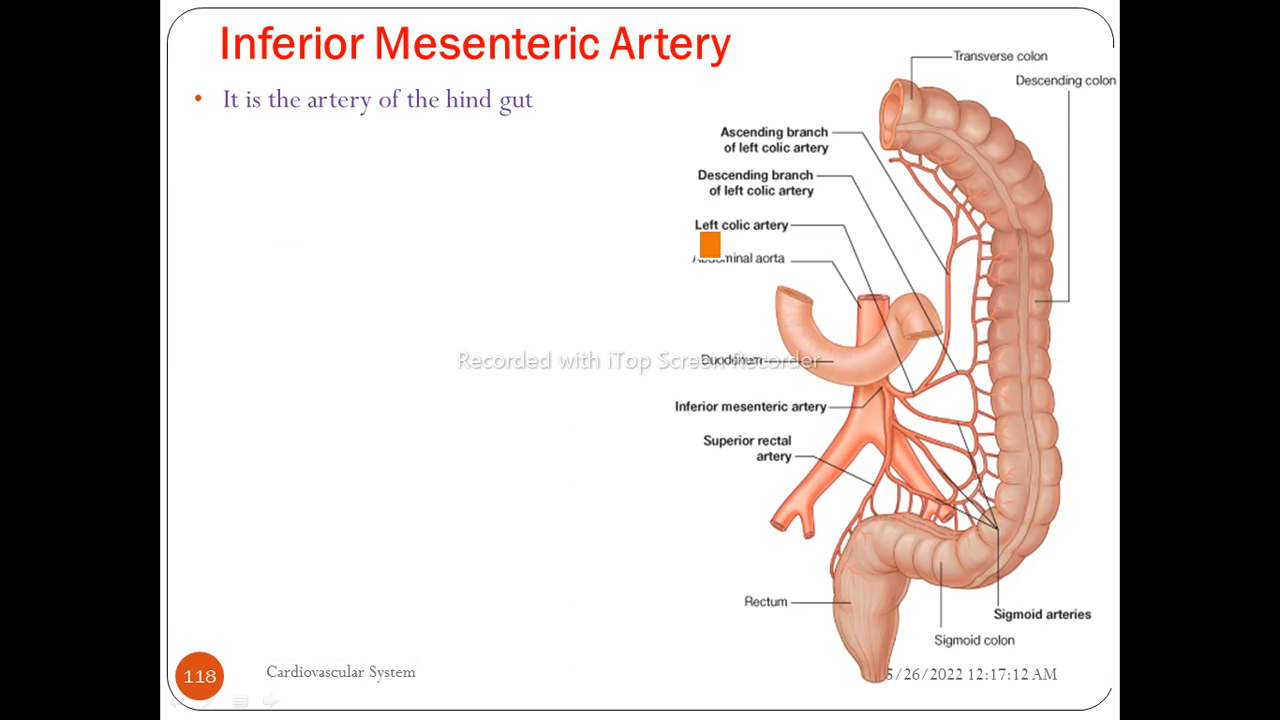 Inferior Mesenteric Artery
• It is the artery of the hind gut
Transverse colon
Descending colon
Ascending branch
of left colic artery
Descending branch
of left colic artery
Left colic artery
Abdominal aorta
Recorded with iTop Screen Recorder
Duodenum
Inferior mesenteric artery
Superior rectal
artery
Rectum
Sigmoid arteries
Sigmoid colon
118
Cardiovascular System
5/26/2022 12:17:12 AM